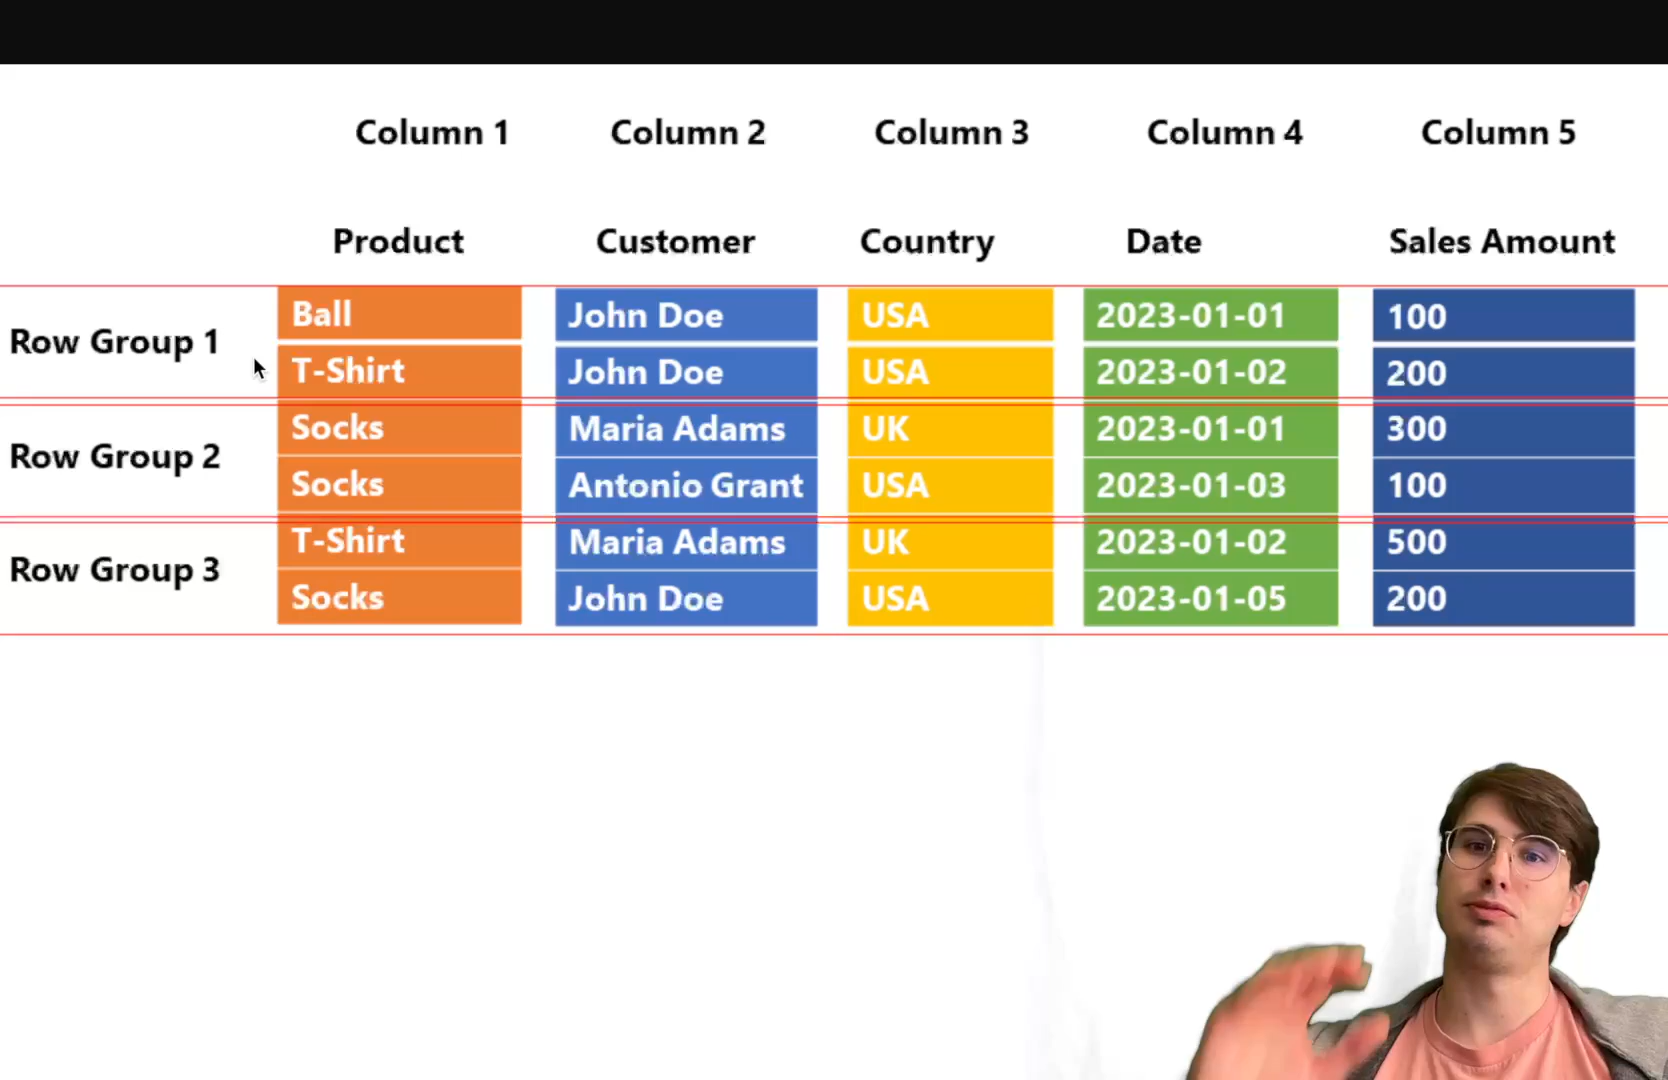 Column 1 Column 2 Column 3 Column 4 Column 5
Product Customer Country Date Sales Amount
Row Group 1
Ball John Doe USA 2023-01-01 100
T-Shirt John Doe USA 2023-01-02 200
Row Group 2
Socks Maria Adams UK 2023-01-01 300
Socks Antonio Grant USA 2023-01-03 100
Row Group 3
T-Shirt Maria Adams UK 2023-01-02 500
Socks John Doe USA 2023-01-05 200